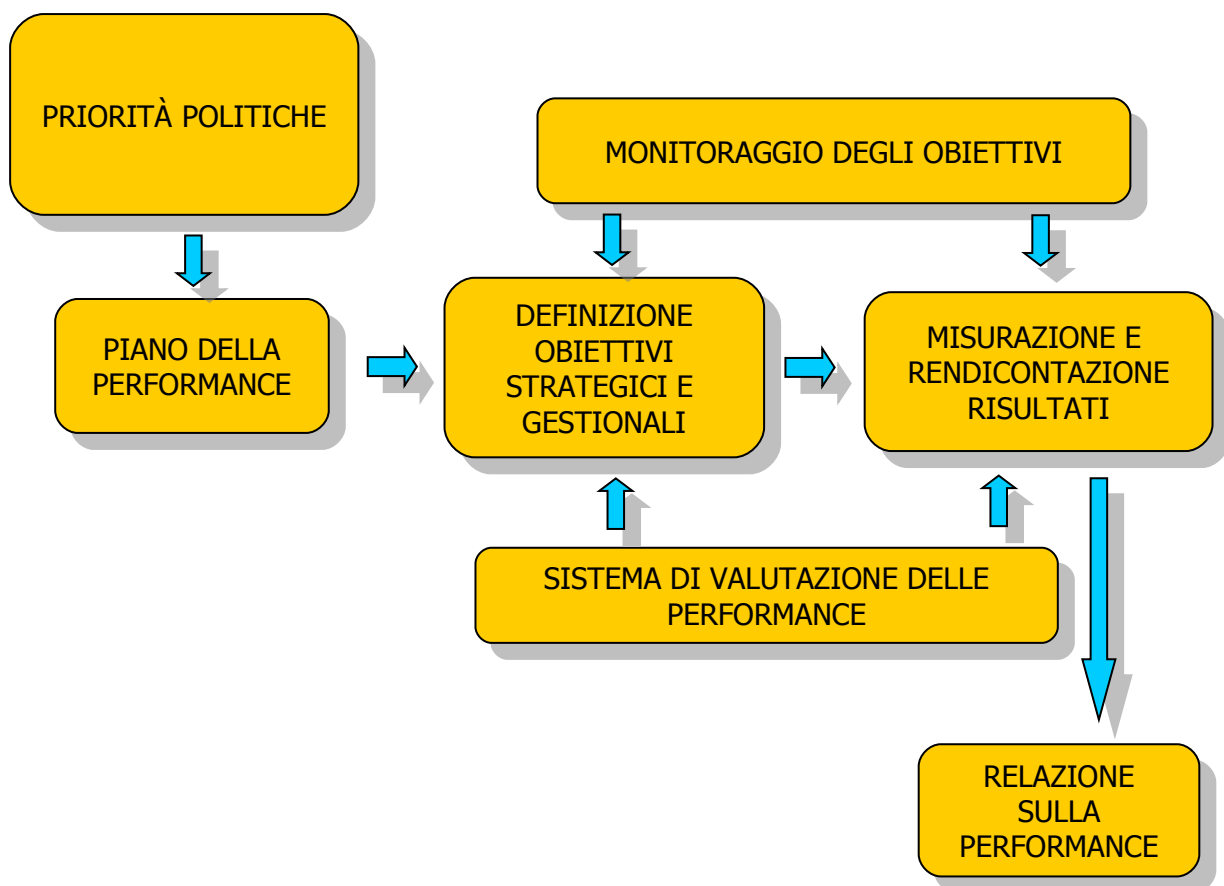 PRIORITÀ POLITICHE
MONITORAGGIO DEGLI OBIETTIVI
PIANO DELLA
PERFORMANCE
DEFINIZIONE
OBIETTIVI
STRATEGICI E
GESTIONALI
MISURAZIONE E
RENDICONTAZIONE
RISULTATI
SISTEMA DI VALUTAZIONE DELLE
PERFORMANCE
RELAZIONE
SULLA
PERFORMANCE